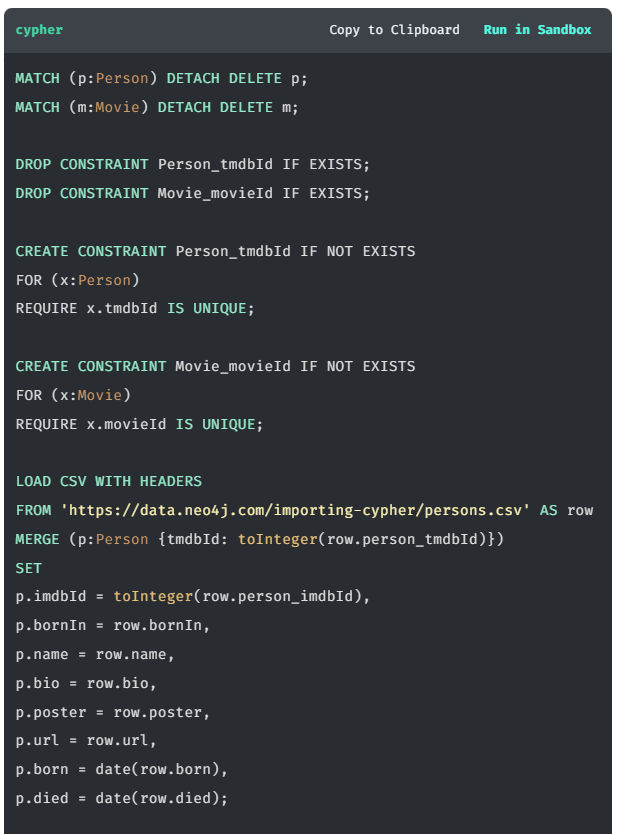 cypher Copy to Clipboard Run in Sandbox
MATCH (p:Person) DETACH DELETE p;
MATCH (m:Movie) DETACH DELETE m;
DROP CONSTRAINT Person_tmdbId IF EXISTS;
DROP CONSTRAINT Movie_movieId IF EXISTS;
CREATE CONSTRAINT Person_tmdbId IF NOT EXISTS
FOR (x:Person)
REQUIRE x.tmdbId IS UNIQUE;
CREATE CONSTRAINT Movie_movieId IF NOT EXISTS
FOR (x:Movie)
REQUIRE x.movieId IS UNIQUE;
LOAD CSV WITH HEADERS
FROM 'https://data.neo4j.com/importing-cypher/persons.csv' AS row
MERGE (p:Person {tmdbId: toInteger(row.person_tmdbId)})
SET
p.imdbId = toInteger(row.person_imdbId),
p.bornIn = row.bornIn,
p.name = row.name,
p.bio = row.bio,
p.poster = row.poster,
p.url = row.url,
p.born = date(row.born),
p.died = date(row.died);